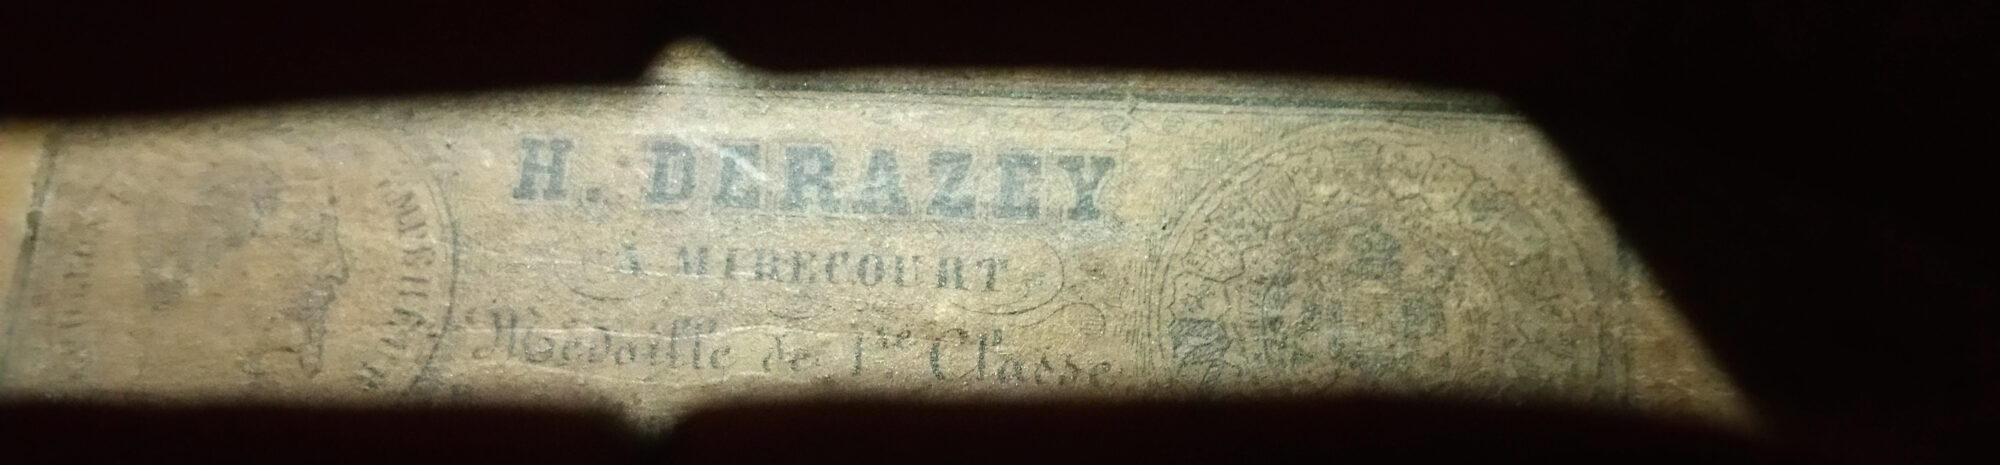 H. DERAZEY
À MIRECOURT
Médaille de 1re Classe